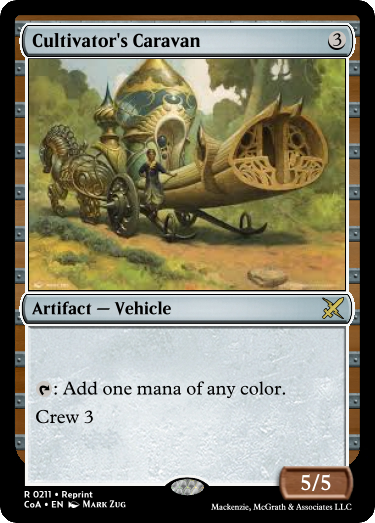 Cultivator's Caravan 3
Artifact — Vehicle
: Add one mana of any color.
Crew 3
5/5
R 0211 • Reprint
CoA • EN Mark Zug
Mackenzie, McGrath & Associates LLC